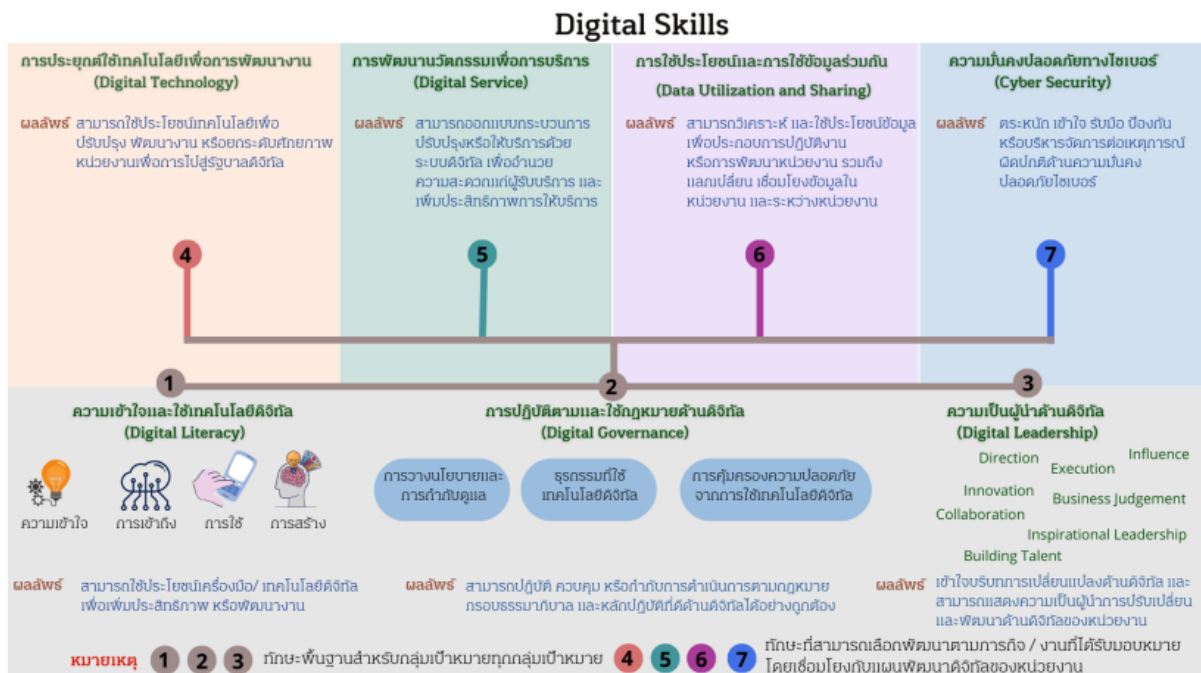 Digital Skills
การประยุกต์ใช้เทคโนโลยีเพื่อการพัฒนางาน
(Digital Technology)
ผลลัพธ์ สามารถใช้ประโยชน์เทคโนโลยีเพื่อ
ปรับปรุง พัฒนางาน หรือยกระดับศักยภาพ
หน่วยงานเพื่อการไปสู่รัฐบาลดิจิทัล
4
การพัฒนานวัตกรรมเพื่อการบริการ
(Digital Service)
ผลลัพธ์ สามารถออกแบบกระบวนการ
ปรับปรุงหรือให้บริการด้วย
ระบบดิจิทัล เพื่ออำนวย
ความสะดวกแก่ผู้รับบริการ และ
เพิ่มประสิทธิภาพการให้บริการ
5
การใช้ประโยชน์และการใช้ข้อมูลร่วมกัน
(Data Utilization and Sharing)
ผลลัพธ์ สามารถวิเคราะห์ และใช้ประโยชน์ข้อมูล
เพื่อประกอบการปฏิบัติงาน
หรือการพัฒนาหน่วยงาน รวมถึง
แลกเปลี่ยน เชื่อมโยงข้อมูลใน
หน่วยงาน และระหว่างหน่วยงาน
6
ความมั่นคงปลอดภัยทางไซเบอร์
(Cyber Security)
ผลลัพธ์ ตระหนัก เข้าใจ รับมือ ป้องกัน
หรือบริหารจัดการต่อเหตุการณ์
ผิดปกติด้านความมั่นคง
ปลอดภัยไซเบอร์
7
1
ความเข้าใจและใช้เทคโนโลยีดิจิทัล
(Digital Literacy)
ความเข้าใจ การเข้าถึง การใช้ การสร้าง
ผลลัพธ์ สามารถใช้ประโยชน์เครื่องมือ/ เทคโนโลยีดิจิทัล
เพื่อเพิ่มประสิทธิภาพ หรือพัฒนางาน
2
การปฏิบัติตามและใช้กฎหมายด้านดิจิทัล
(Digital Governance)
การวางนโยบายและ
การกำกับดูแล
ธุรกรรมที่ใช้
เทคโนโลยีดิจิทัล
การคุ้มครองความปลอดภัย
จากการใช้เทคโนโลยีดิจิทัล
ผลลัพธ์ สามารถปฏิบัติ ควบคุม หรือกำกับการดำเนินการตามกฎหมาย
กรอบธรรมาภิบาล และหลักปฏิบัติที่ดีด้านดิจิทัลได้อย่างถูกต้อง
3
ความเป็นผู้นำด้านดิจิทัล
(Digital Leadership)
Direction
Influence
Execution
Innovation
Business Judgement
Collaboration
Inspirational Leadership
Building Talent
ผลลัพธ์ เข้าใจบริบทการเปลี่ยนแปลงด้านดิจิทัล และ
สามารถแสดงความเป็นผู้นำการปรับเปลี่ยน
และพัฒนาด้านดิจิทัลของหน่วยงาน
หมายเหตุ 1 2 3 ทักษะพื้นฐานสำหรับกลุ่มเป้าหมายทุกกลุ่มเป้าหมาย 4 5 6 7 ทักษะที่สามารถเลือกพัฒนาตามภารกิจ / งานที่ได้รับมอบหมาย
โดยเชื่อมโยงกับแผนพัฒนาดิจิทัลของหน่วยงาน